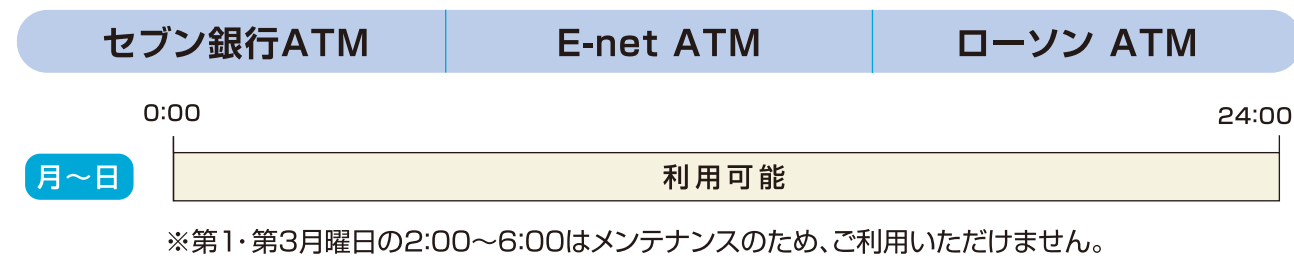 セブン銀行ATM E-net ATM ローソン ATM
0:00 24:00
月〜日 利用可能
※第1・第3月曜日の2:00〜6:00はメンテナンスのため、ご利用いただけません。